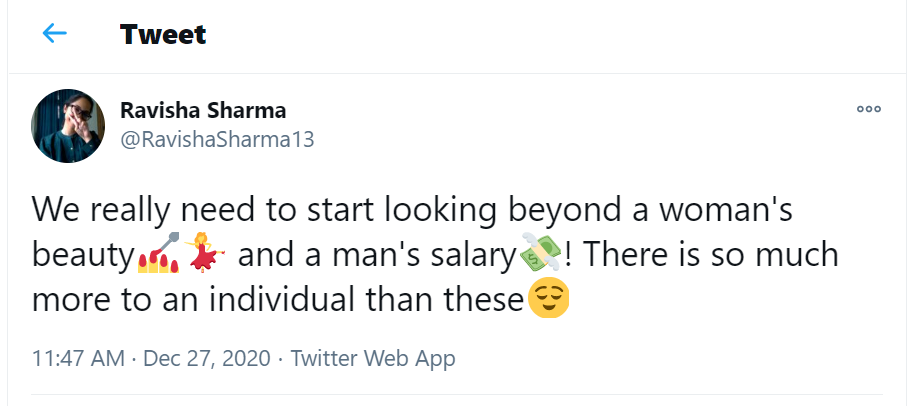 Tweet
Ravisha Sharma
@RavishaSharma13
We really need to start looking beyond a woman's
beauty💅💃 and a man's salary💸! There is so much
more to an individual than these😌
11:47 AM · Dec 27, 2020 · Twitter Web App